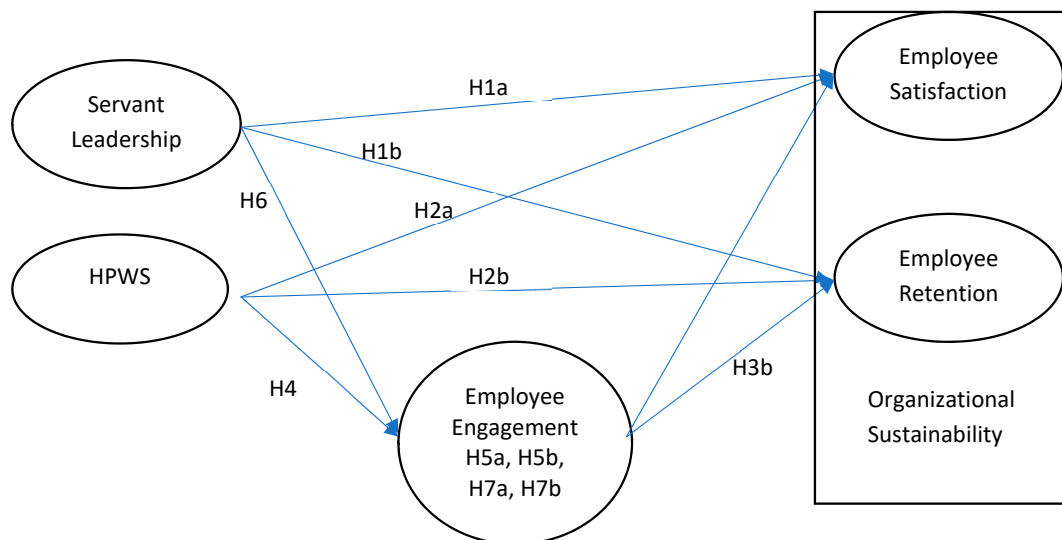 Servant
Leadership
HPWS
H1a
H1b
H6
H2a
H2b
H4
H3b
Employee
Engagement
H5a, H5b,
H7a, H7b
Employee
Satisfaction
Employee
Retention
Organizational
Sustainability